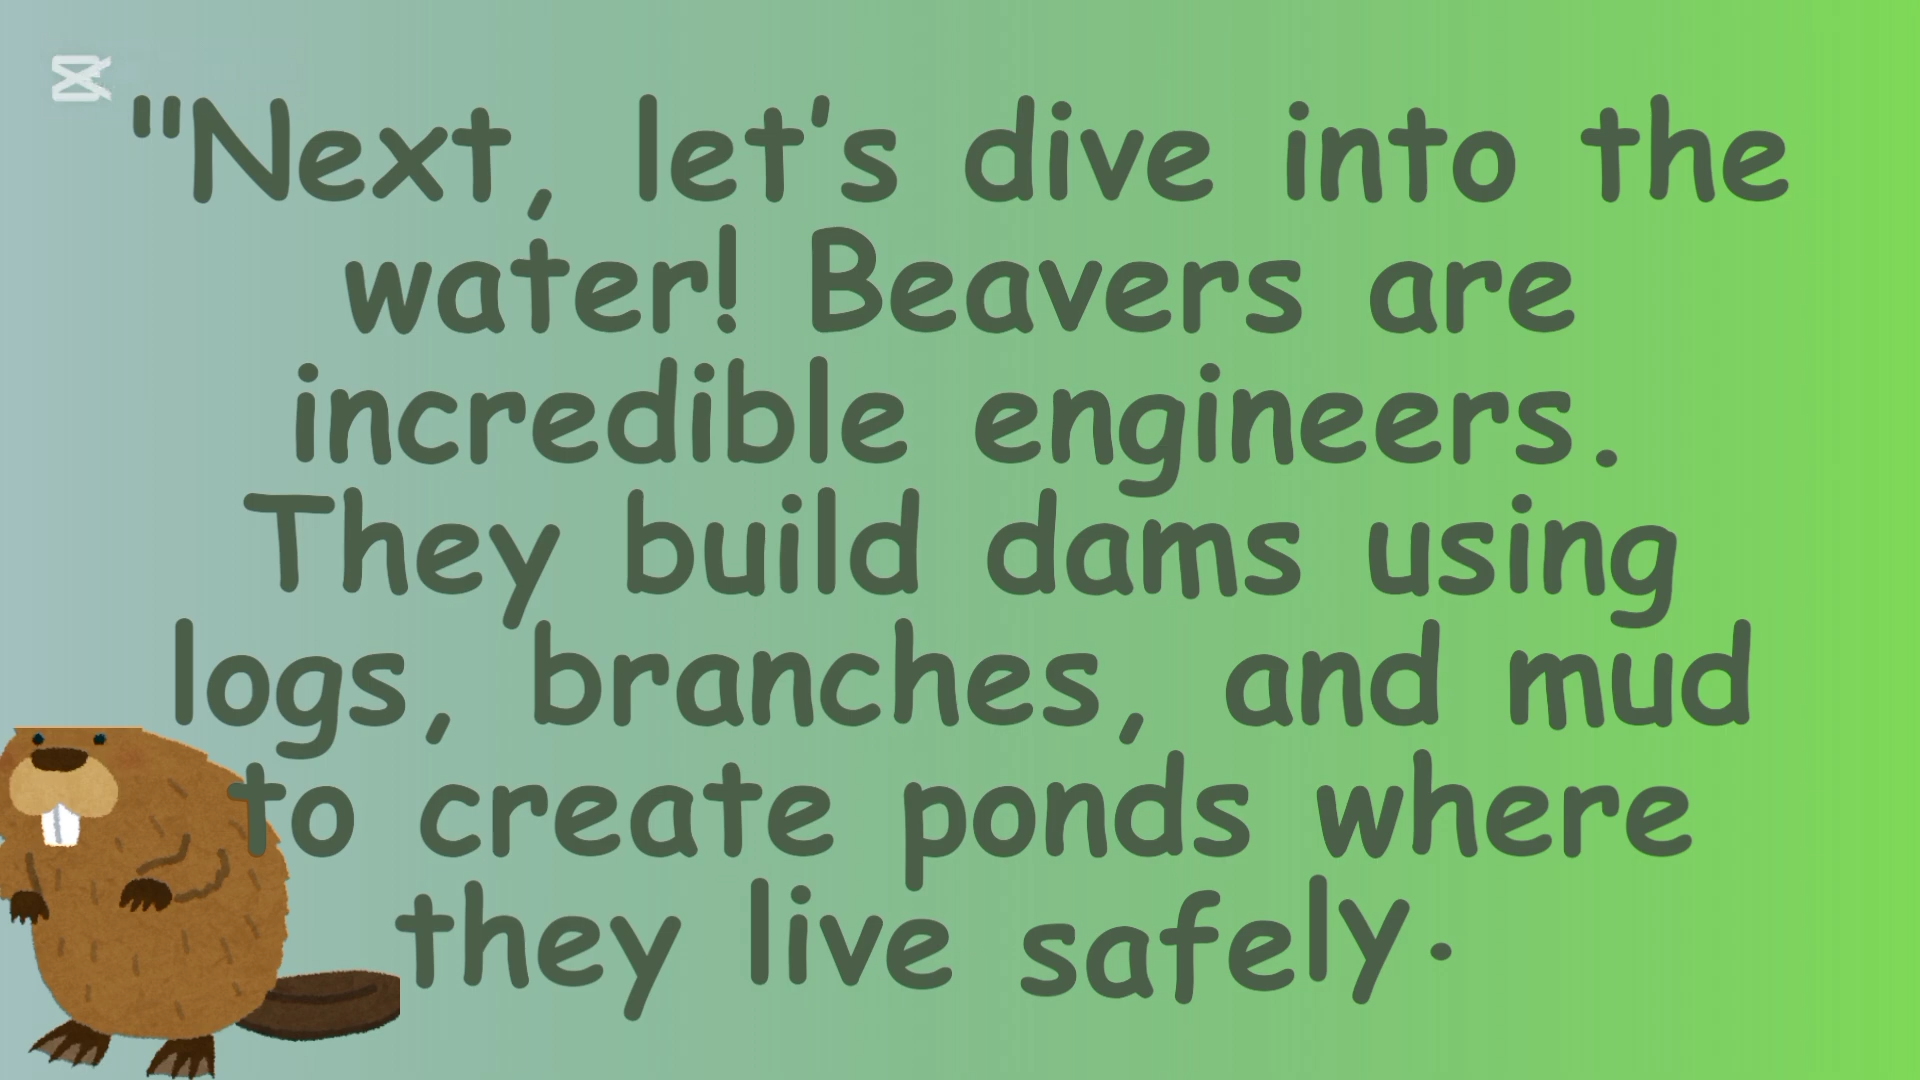 "Next, let’s dive into the
water! Beavers are
incredible engineers.
They build dams using
logs, branches, and mud
to create ponds where
they live safely.